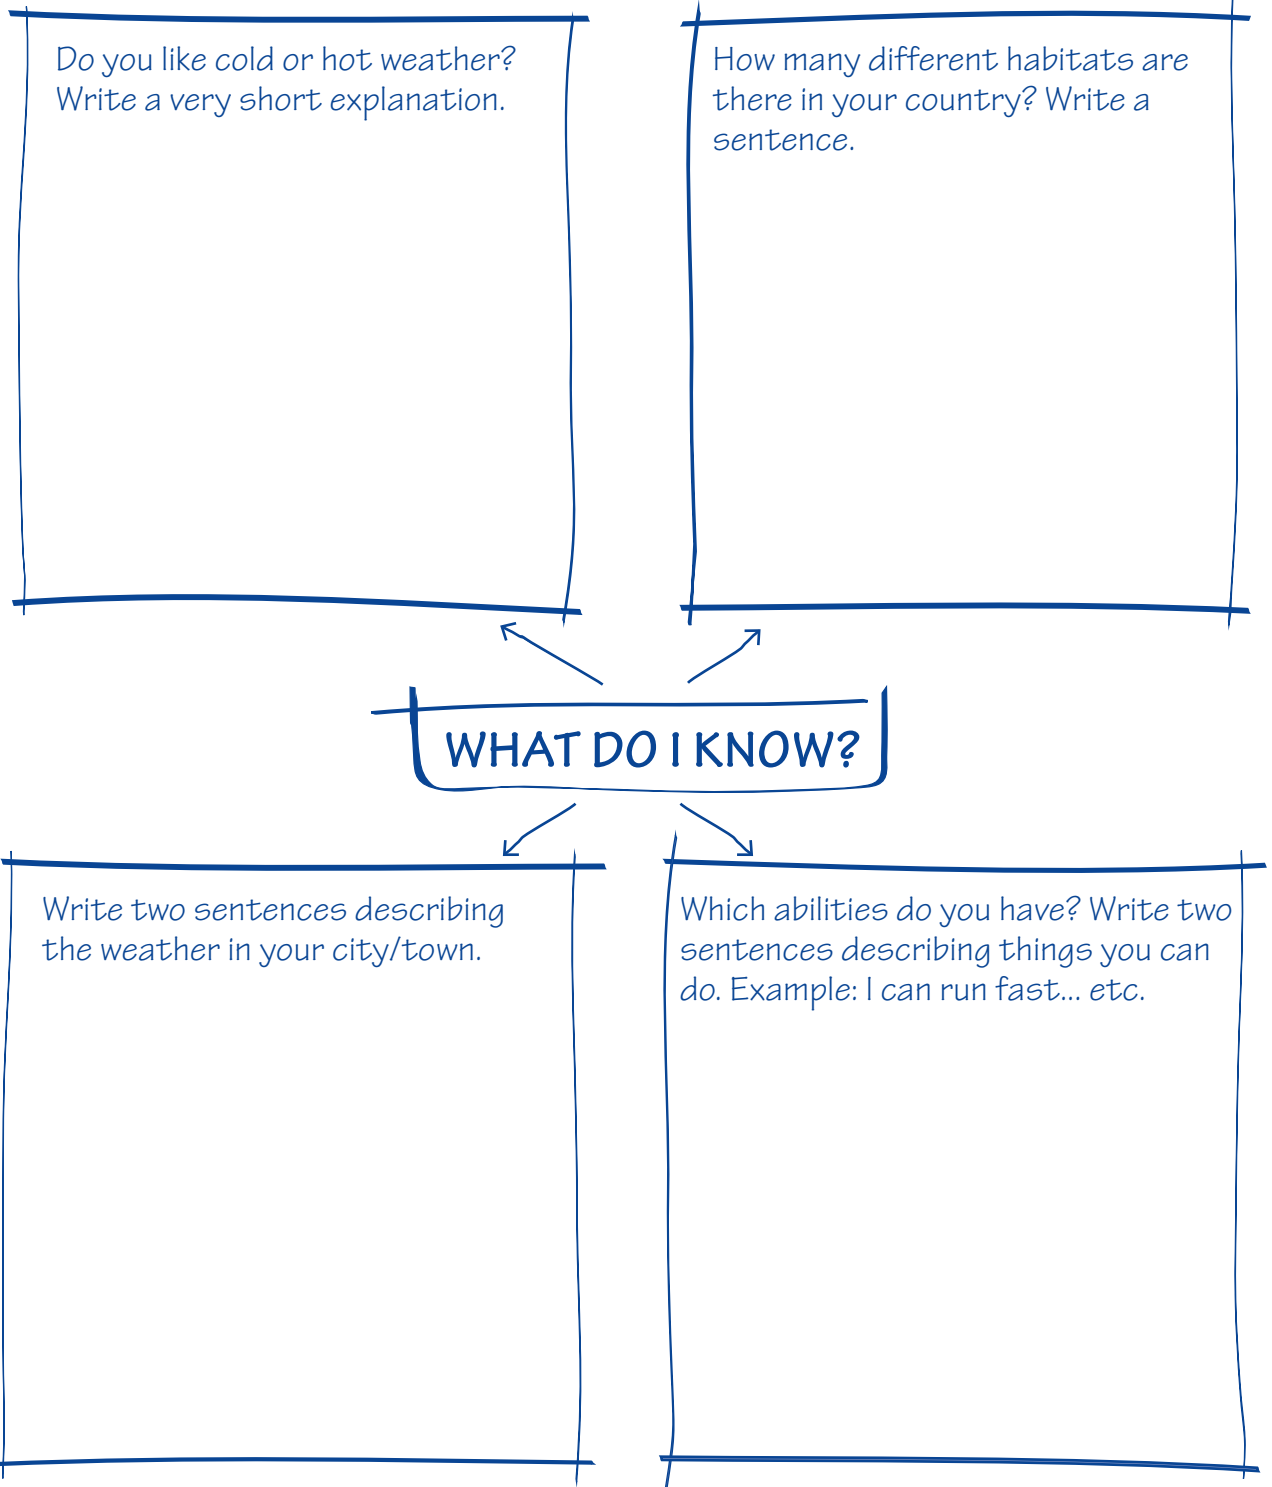 Do you like cold or hot weather?
Write a very short explanation.
How many different habitats are
there in your country? Write a
sentence.
WHAT DO I KNOW?
Write two sentences describing
the weather in your city/town.
Which abilities do you have? Write two
sentences describing things you can
do. Example: I can run fast... etc.